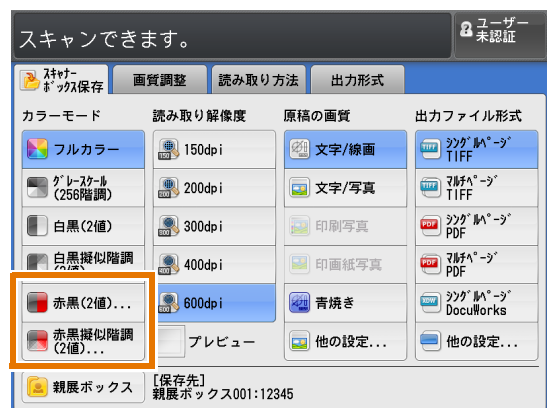 スキャンできます。
ユーザー
未認証
スキャナー
ボックス保存
画質調整
読み取り方法
出力形式
カラーモード
読み取り解像度
原稿の画質
出力ファイル形式
フルカラー
150dpi
文字/線画
シングルページ
TIFF
グレースケール
(256階調)
200dpi
文字/写真
マルチページ
TIFF
白黒(2値)
300dpi
印刷写真
シングルページ
PDF
白黒擬似階調
(2値)...
400dpi
印画紙写真
マルチページ
PDF
赤黒(2値)...
600dpi
青焼き
シングルページ
DocuWorks
赤黒擬似階調
(2値)...
プレビュー
他の設定...
他の設定...
親展ボックス
[保存先]
親展ボックス001:12345